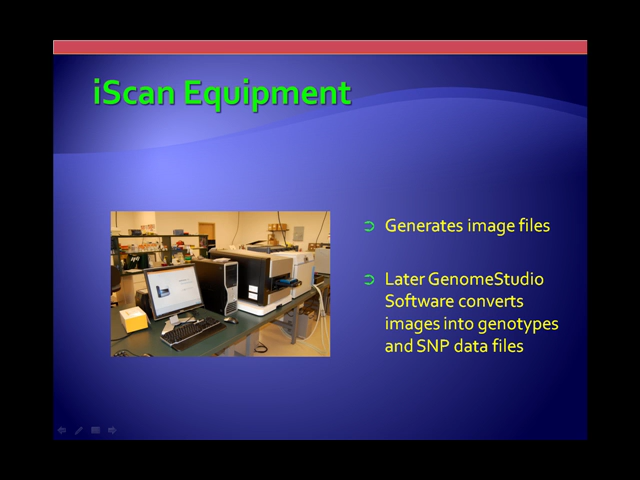 iScan Equipment
Generates image files
Later GenomeStudio
Software converts
images into genotypes
and SNP data files